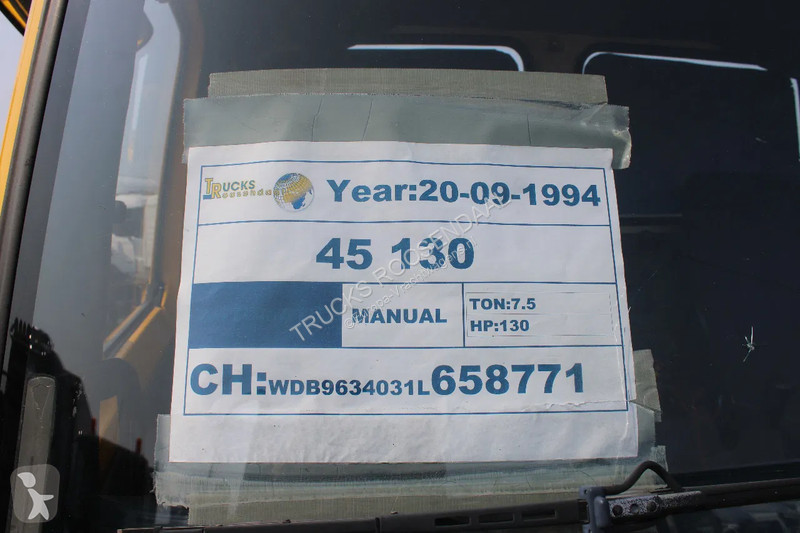 TRUCKS
Roosendaal
Year:20-09-1994
45 130
MANUAL
TON:7.5
HP:130
CH:WDB9634031L658771
TRUCKS ROOSENDAAL